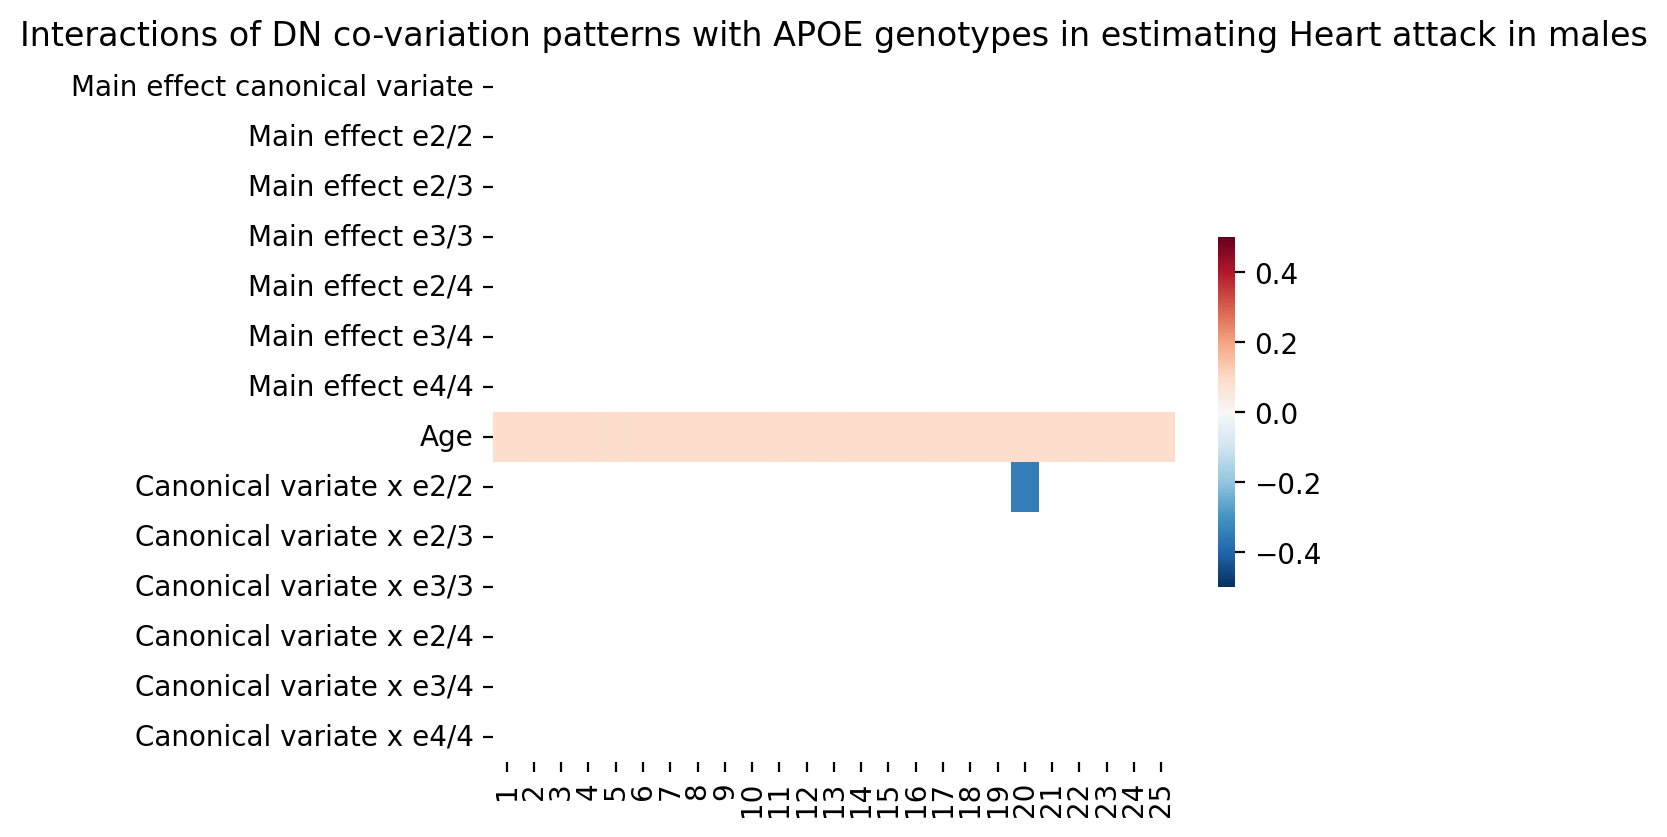 Interactions of DN co-variation patterns with APOE genotypes in estimating Heart attack in males
Main effect canonical variate
Main effect e2/2
Main effect e2/3
Main effect e3/3
Main effect e2/4
Main effect e3/4
Main effect e4/4
Age
Canonical variate x e2/2
Canonical variate x e2/3
Canonical variate x e3/3
Canonical variate x e2/4
Canonical variate x e3/4
Canonical variate x e4/4
1 2 3 4 5 6 7 8 9 10 11 12 13 14 15 16 17 18 19 20 21 22 23 24 25
0.4
0.2
0.0
−0.2
−0.4